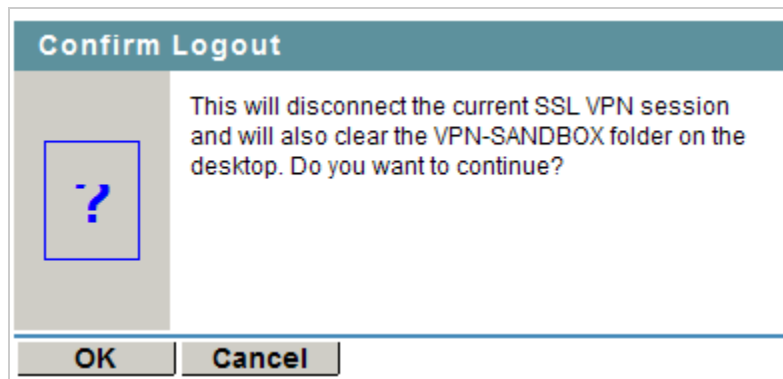 Confirm Logout
This will disconnect the current SSL VPN session
and will also clear the VPN-SANDBOX folder on the
desktop. Do you want to continue?
?
OK Cancel